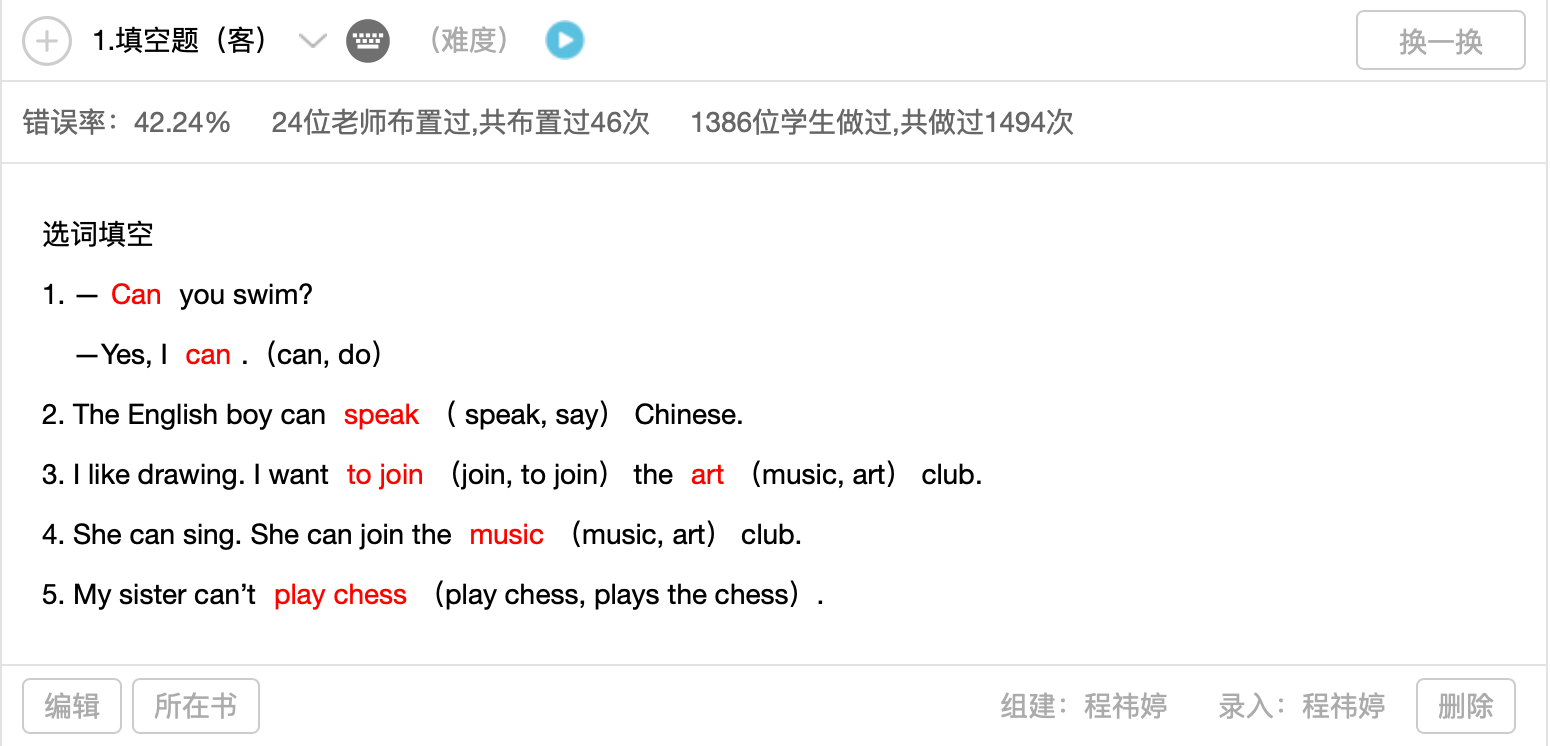 1.填空题（客） （难度） 换一换
错误率：42.24% 24位老师布置过,共布置过46次 1386位学生做过,共做过1494次
选词填空
1. — Can you swim?
—Yes, I can .（can, do）
2. The English boy can speak （ speak, say） Chinese.
3. I like drawing. I want to join （join, to join） the art （music, art） club.
4. She can sing. She can join the music （music, art） club.
5. My sister can’t play chess （play chess, plays the chess）.
编辑 所在书 组建：程祎婷 录入：程祎婷 删除